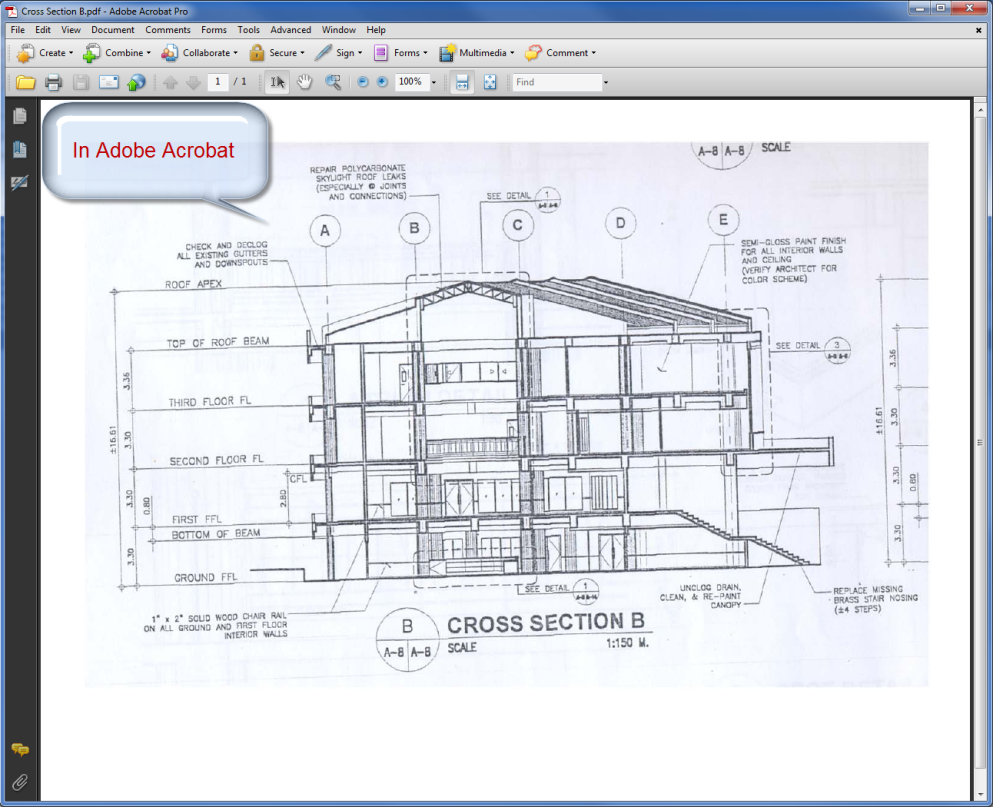 Cross Section B.pdf - Adobe Acrobat Pro
File Edit View Document Comments Forms Tools Advanced Window Help
Create Combine Collaborate Secure Sign Forms Multimedia Comment
1 / 1 100% Find
In Adobe Acrobat
A-8 A-8 SCALE
REPAIR POLYCARBONATE
SKYLIGHT ROOF LEAKS
(ESPECIALLY @ JOINTS
AND CONNECTIONS)
SEE DETAIL 1
A B C D E
CHECK AND DECLOG
ALL EXISTING GUTTERS
AND DOWNSPOUTS
SEMI-GLOSS PAINT FINISH
FOR ALL INTERIOR WALLS
AND CEILING
(VERIFY ARCHITECT FOR
COLOR SCHEME)
ROOF APEX
TOP OF ROOF BEAM
SEE DETAIL 3
3.36
3.36
THIRD FLOOR FL
±16.61
3.30
±16.61
3.30
SECOND FLOOR FL
CFL
2.80
3.30
0.80
3.30
0.80
FIRST FFL
BOTTOM OF BEAM
3.30
3.30
GROUND FFL
SEE DETAIL 1
UNCLOG DRAIN,
CLEAN, & RE-PAINT
CANOPY
REPLACE MISSING
BRASS STAIR NOSING
(±4 STEPS)
1" x 2" SOLID WOOD CHAIR RAIL
ON ALL GROUND AND FIRST FLOOR
INTERIOR WALLS
B CROSS SECTION B
A-8 A-8 SCALE 1:150 M.